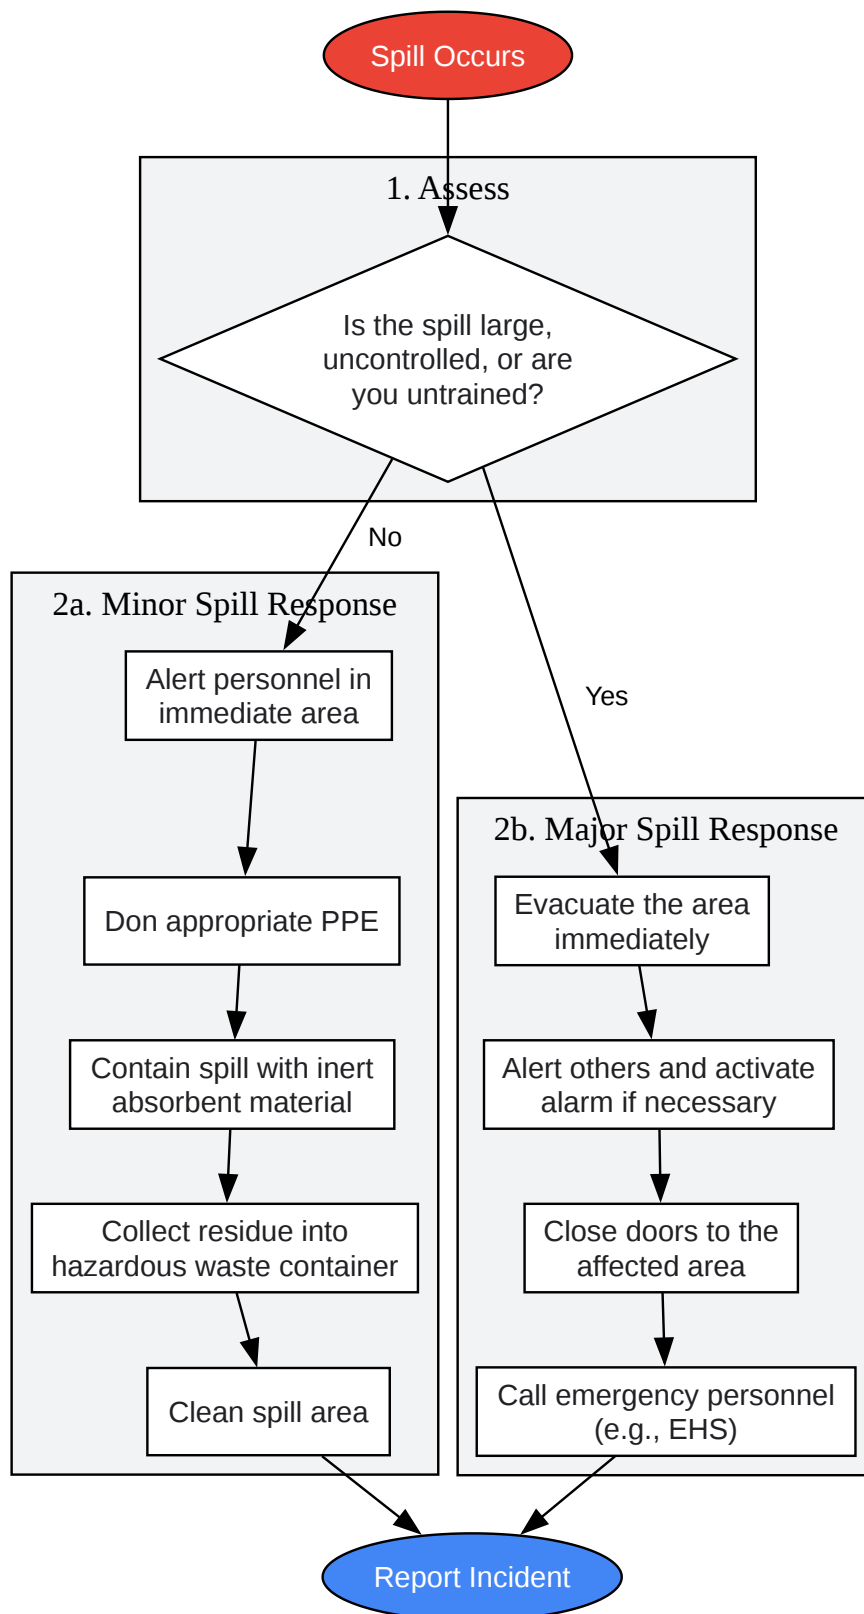 Spill Occurs
1. Assess
Is the spill large,
uncontrolled, or are
you untrained?
No
Yes
2a. Minor Spill Response
Alert personnel in
immediate area
Don appropriate PPE
Contain spill with inert
absorbent material
Collect residue into
hazardous waste container
Clean spill area
2b. Major Spill Response
Evacuate the area
immediately
Alert others and activate
alarm if necessary
Close doors to the
affected area
Call emergency personnel
(e.g., EHS)
Report Incident